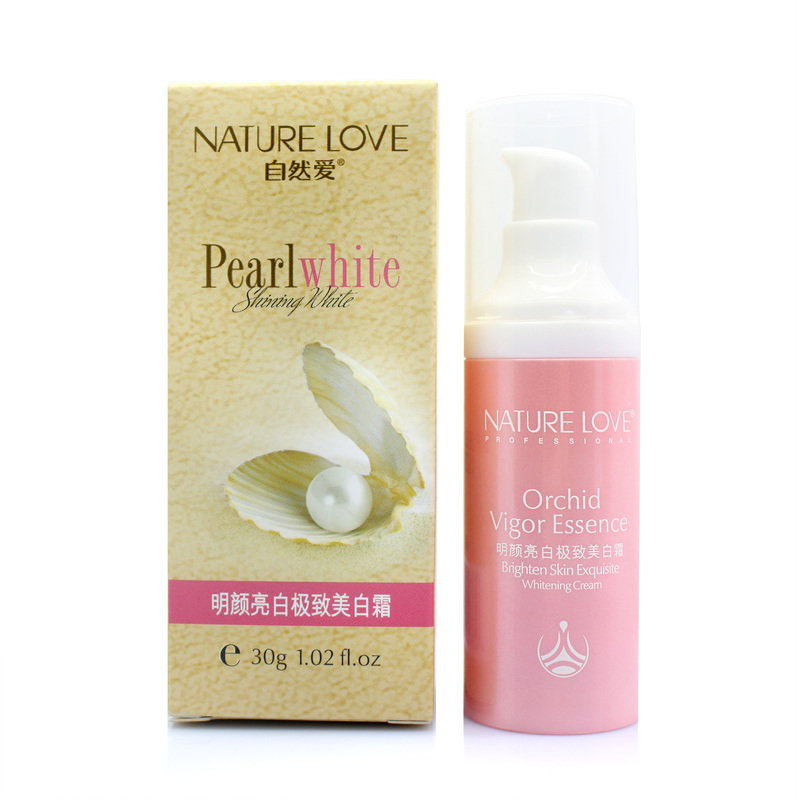 NATURE LOVE
自然爱®
Pearlwhite
Shining White
明颜亮白极致美白霜
e 30g 1.02 fl.oz
NATURE LOVE®
PROFESSIONAL
Orchid
Vigor Essence
明颜亮白极致美白霜
Brighten Skin Exquisite
Whitening Cream